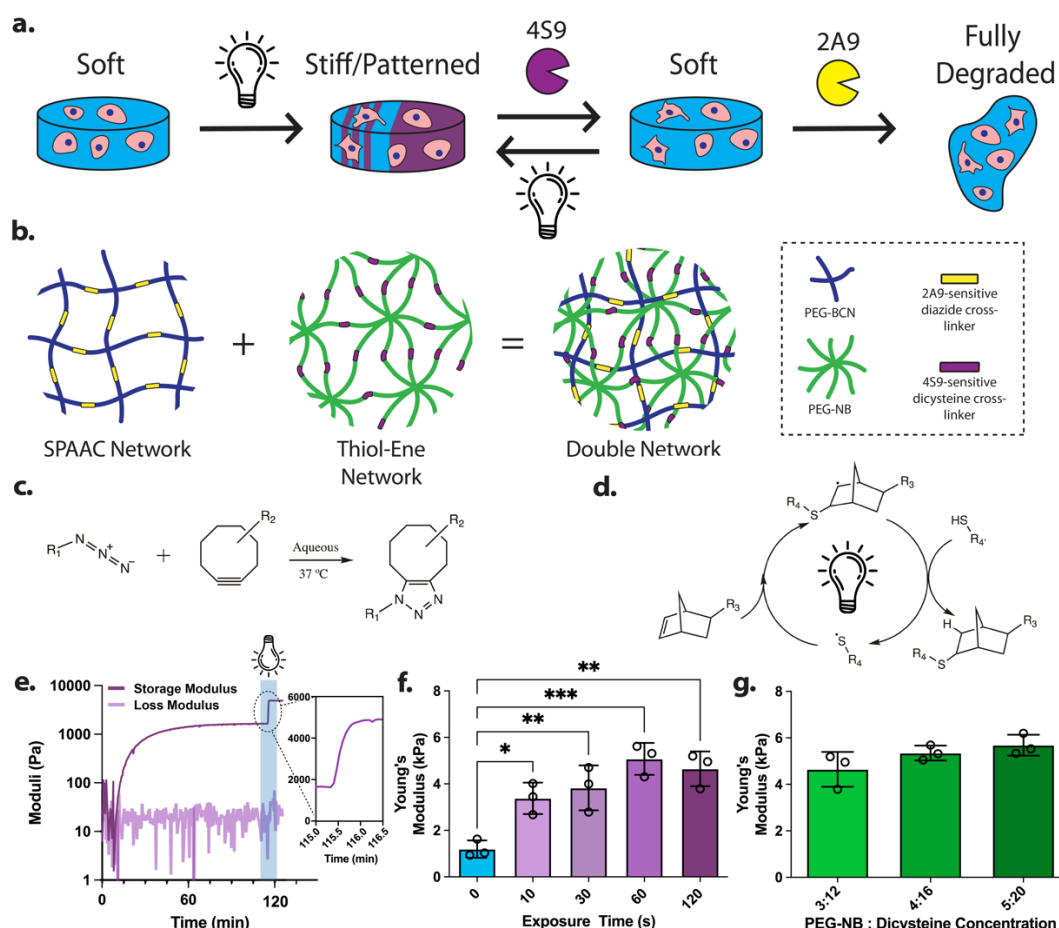 a.
Soft
Stiff/Patterned
4S9
Soft
2A9
Fully
Degraded
b.
+
=
SPAAC Network
Thiol-Ene
Network
Double Network
PEG-BCN
2A9-sensitive
diazide cross-
linker
PEG-NB
4S9-sensitive
dicysteine cross-
linker
c.
R1
N
N
+
N
−
+
R2
Aqueous
37 ºC
R2
N
R1
N
N
d.
R4
S
R3
HS
R4'
R3
·S
R4
H
R3
R4
S
e.
Storage Modulus
Loss Modulus
Moduli (Pa)
10000
1000
100
10
1
0
60
120
Time (min)
6000
4000
2000
0
115.0
115.5
116.0
116.5
Time (min)
f.
Young's
Modulus (kPa)
8
6
4
2
0
*
**
***
**
0
10
30
60
120
Exposure Time (s)
g.
Young's
Modulus (kPa)
8
6
4
2
0
3:12
4:16
5:20
PEG-NB : Dicysteine Concentration